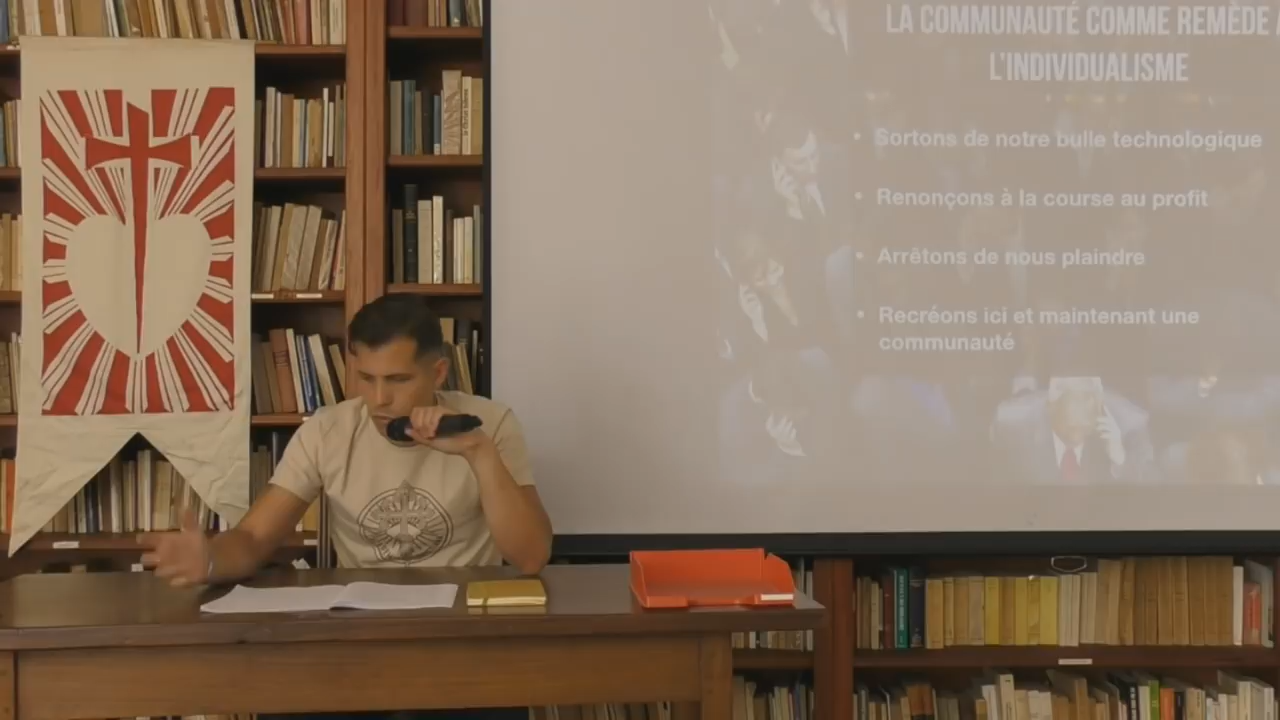 LA COMMUNAUTÉ COMME REMÈDE
L'INDIVIDUALISME
• Sortons de notre bulle technologique
• Renonçons à la course au profit
• Arrêtons de nous plaindre
• Recréons ici et maintenant une
communauté